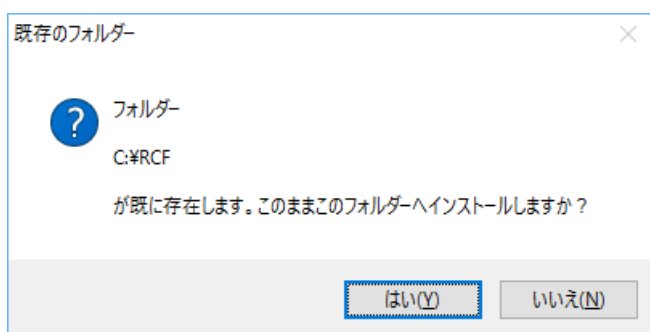 既存のフォルダー
フォルダー
C:¥RCF
が既に存在します。このままこのフォルダーへインストールしますか？
はい(Y)
いいえ(N)